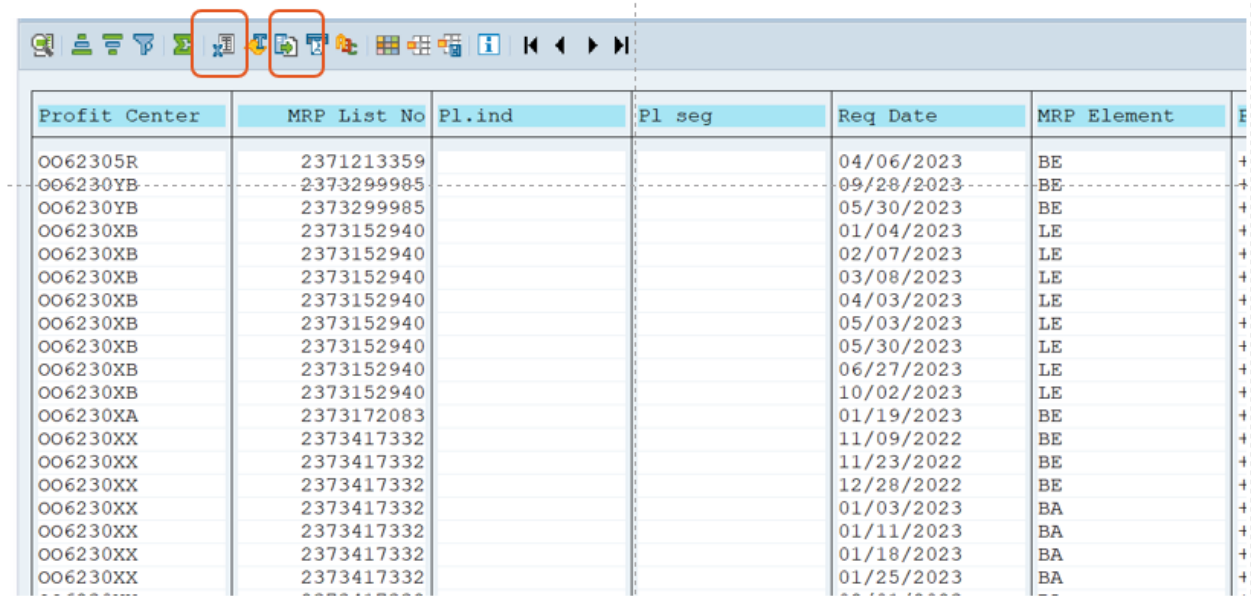 Profit Center MRP List No Pl.ind Pl seg Req Date MRP Element
OO62305R 2371213359 04/06/2023 BE +
OO6230YB 2373299985 09/28/2023 BE +
OO6230YB 2373299985 05/30/2023 BE +
OO6230XB 2373152940 01/04/2023 LE +
OO6230XB 2373152940 02/07/2023 LE +
OO6230XB 2373152940 03/08/2023 LE +
OO6230XB 2373152940 04/03/2023 LE +
OO6230XB 2373152940 05/03/2023 LE +
OO6230XB 2373152940 05/30/2023 LE +
OO6230XB 2373152940 06/27/2023 LE +
OO6230XB 2373152940 10/02/2023 LE +
OO6230XA 2373172083 01/19/2023 BE +
OO6230XX 2373417332 11/09/2022 BE +
OO6230XX 2373417332 11/23/2022 BE +
OO6230XX 2373417332 12/28/2022 BE +
OO6230XX 2373417332 01/03/2023 BA +
OO6230XX 2373417332 01/11/2023 BA +
OO6230XX 2373417332 01/18/2023 BA +
OO6230XX 2373417332 01/25/2023 BA +